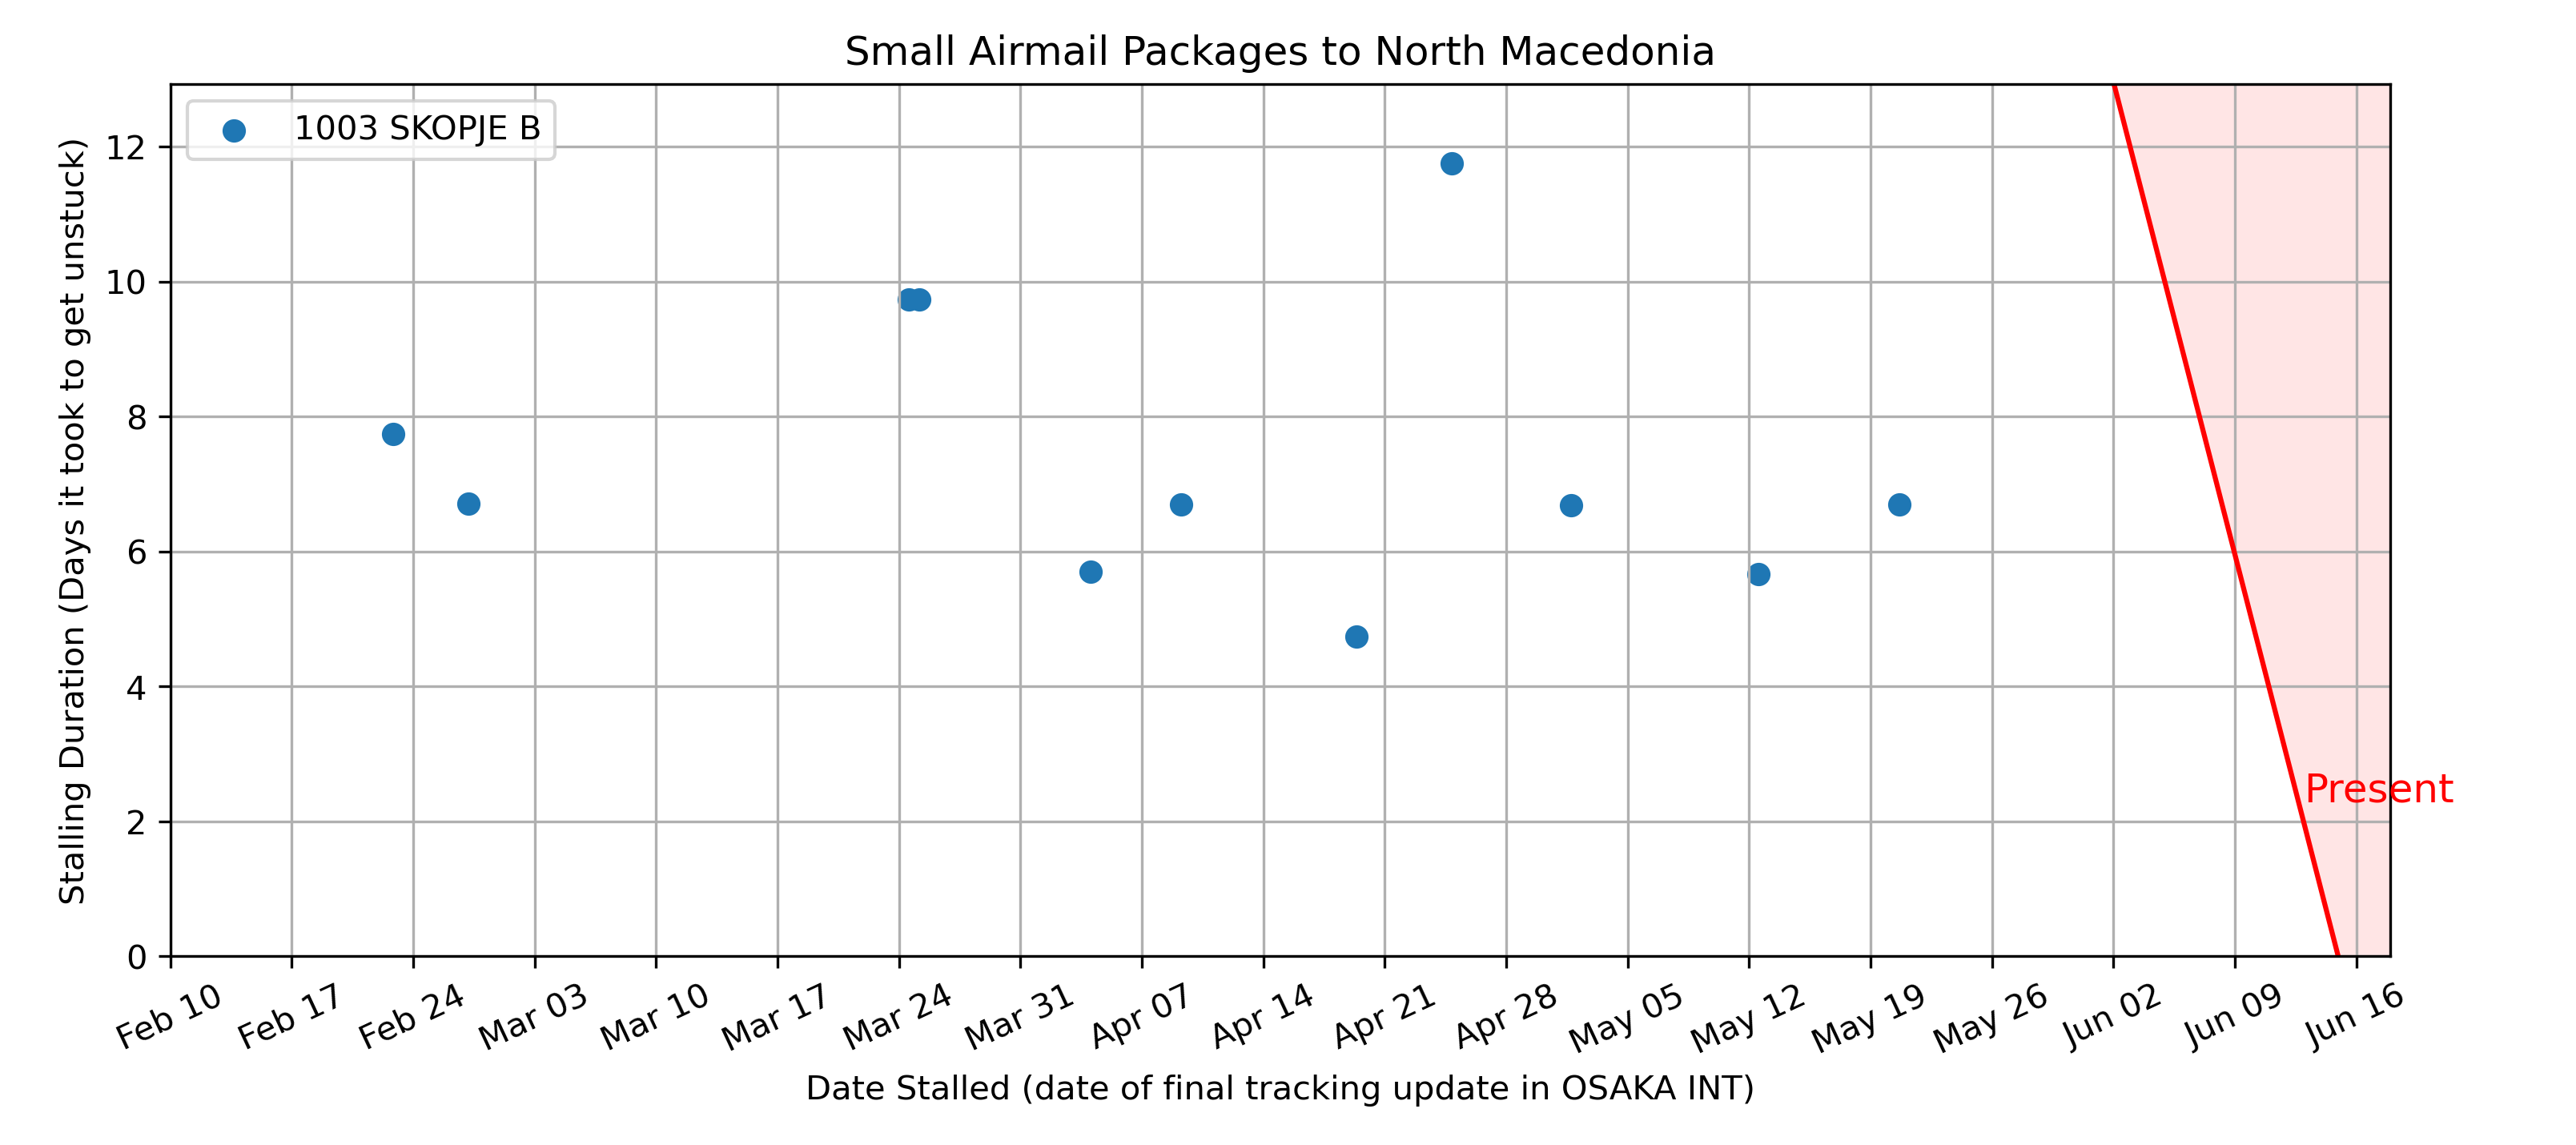 Small Airmail Packages to North Macedonia
1003 SKOPJE B
Stalling Duration (Days it took to get unstuck)
12
10
8
6
4
2
0
Present
Feb 10
Feb 17
Feb 24
Mar 03
Mar 10
Mar 17
Mar 24
Mar 31
Apr 07
Apr 14
Apr 21
Apr 28
May 05
May 12
May 19
May 26
Jun 02
Jun 09
Jun 16
Date Stalled (date of final tracking update in OSAKA INT)